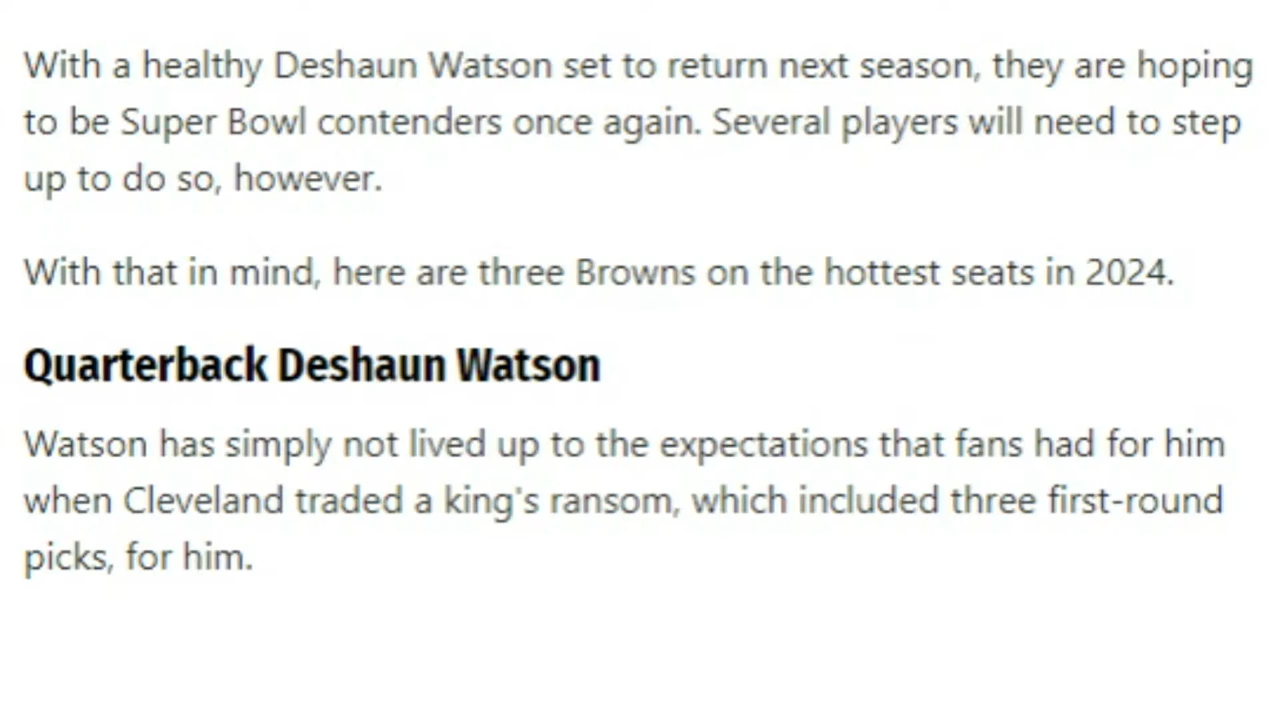 With a healthy Deshaun Watson set to return next season, they are hoping
to be Super Bowl contenders once again. Several players will need to step
up to do so, however.
With that in mind, here are three Browns on the hottest seats in 2024.
Quarterback Deshaun Watson
Watson has simply not lived up to the expectations that fans had for him
when Cleveland traded a king's ransom, which included three first-round
picks, for him.